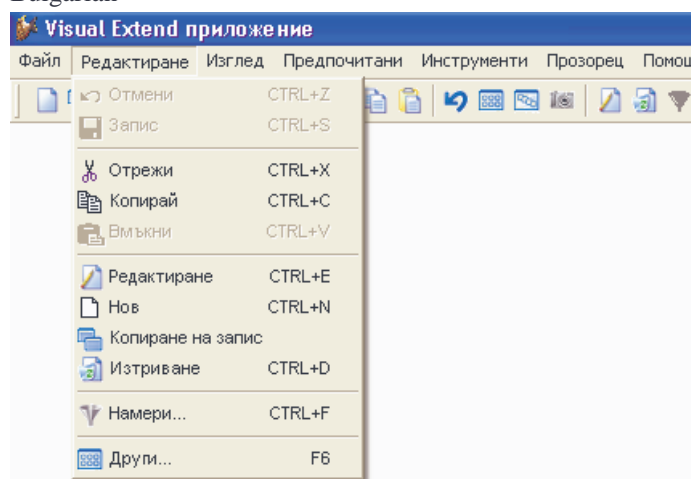 Bulgarian
Visual Extend приложение
Файл Редактиране Изглед Предпочитани Инструменти Прозорец
Отмени CTRL+Z
Запис CTRL+S
Отрежи CTRL+X
Копирай CTRL+C
Вмъкни CTRL+V
Редактиране CTRL+E
Нов CTRL+N
Копиране на запис
Изтриване CTRL+D
Намери... CTRL+F
Други... F6